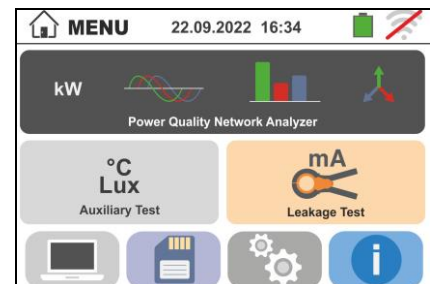 MENU 22.09.2022 16:34
kW
Power Quality Network Analyzer
°C
Lux
Auxiliary Test
mA
Leakage Test
i